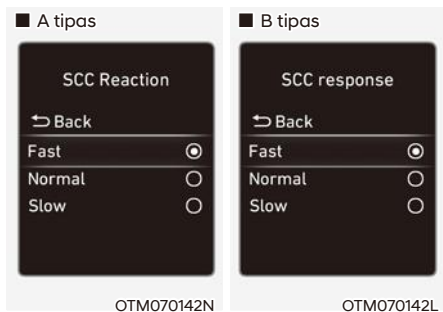 ■ A tipas
SCC Reaction
⮌ Back
Fast
Normal
Slow
OTM070142N
■ B tipas
SCC response
⮌ Back
Fast
Normal
Slow
OTM070142L